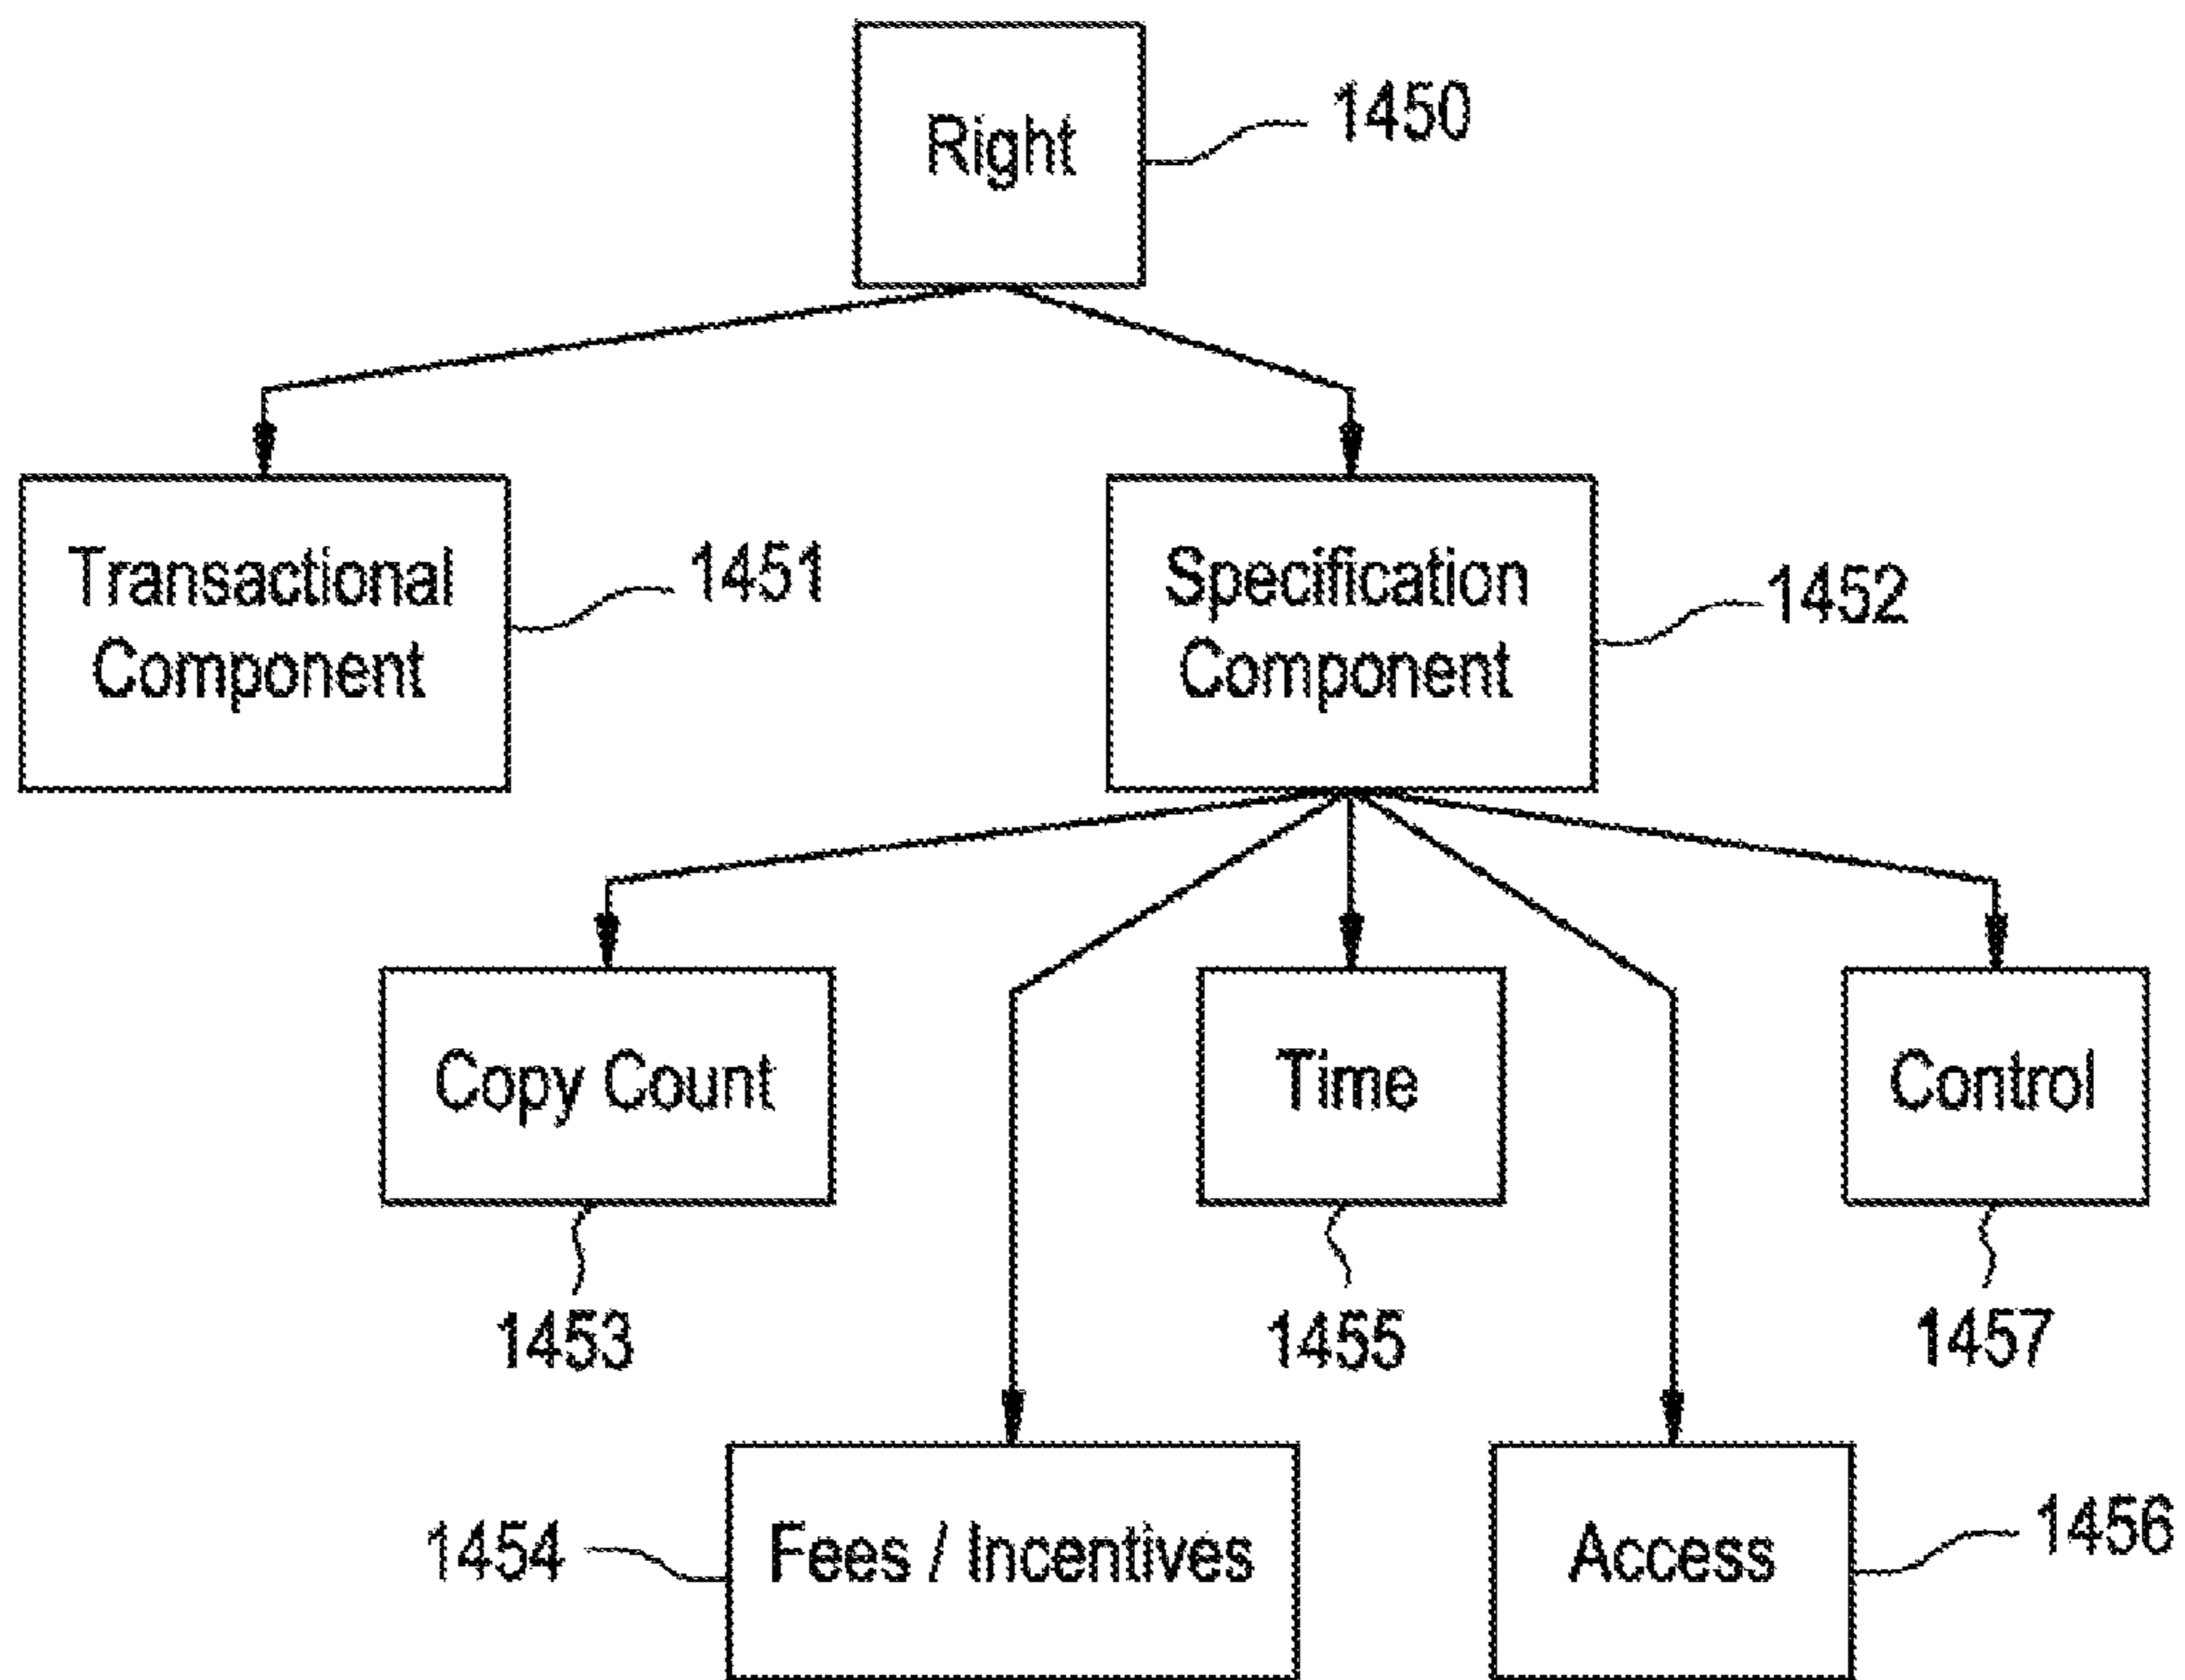 Right
1450
Transactional
Component
1451
Specification
Component
1452
Copy Count
1453
Time
1455
Control
1457
1454
Fees / Incentives
Access
1456